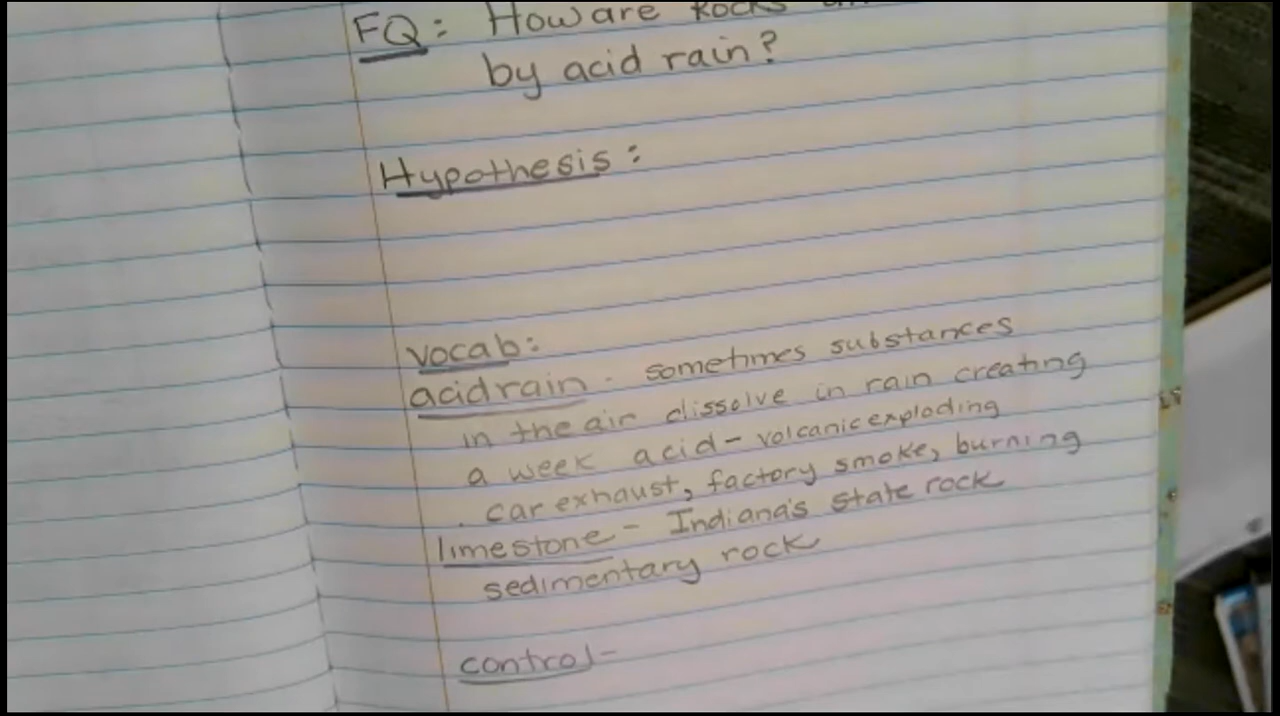 FQ: How are Rocks
by acid rain?
Hypothesis:
vocab:
acid rain - sometimes substances
in the air dissolve in rain creating
a week acid - volcanic exploding
. car exhaust, factory smoke, burning
limestone - Indiana's state rock
sedimentary rock
control -